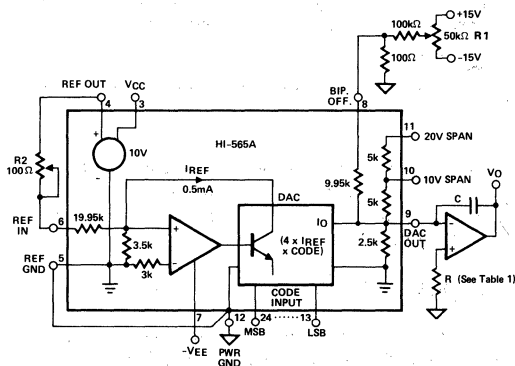 +15V
100kΩ
50kΩ R1
100Ω
-15V
REF OUT
4
VCC
3
BIP.
OFF.
8
HI-565A
11
20V SPAN
5k
10
10V SPAN
5k
9
DAC
OUT
2.5k
9.95k
+
10V
-
R2
100Ω
IREF
0.5mA
DAC
IO
(4 x IREF
x CODE)
CODE
INPUT
REF
IN
6
19.95k
3.5k
3k
+
-
REF
GND
5
7
-VEE
12
PWR
GND
MSB
24
13
LSB
C
VO
-
+
R (See Table 1)